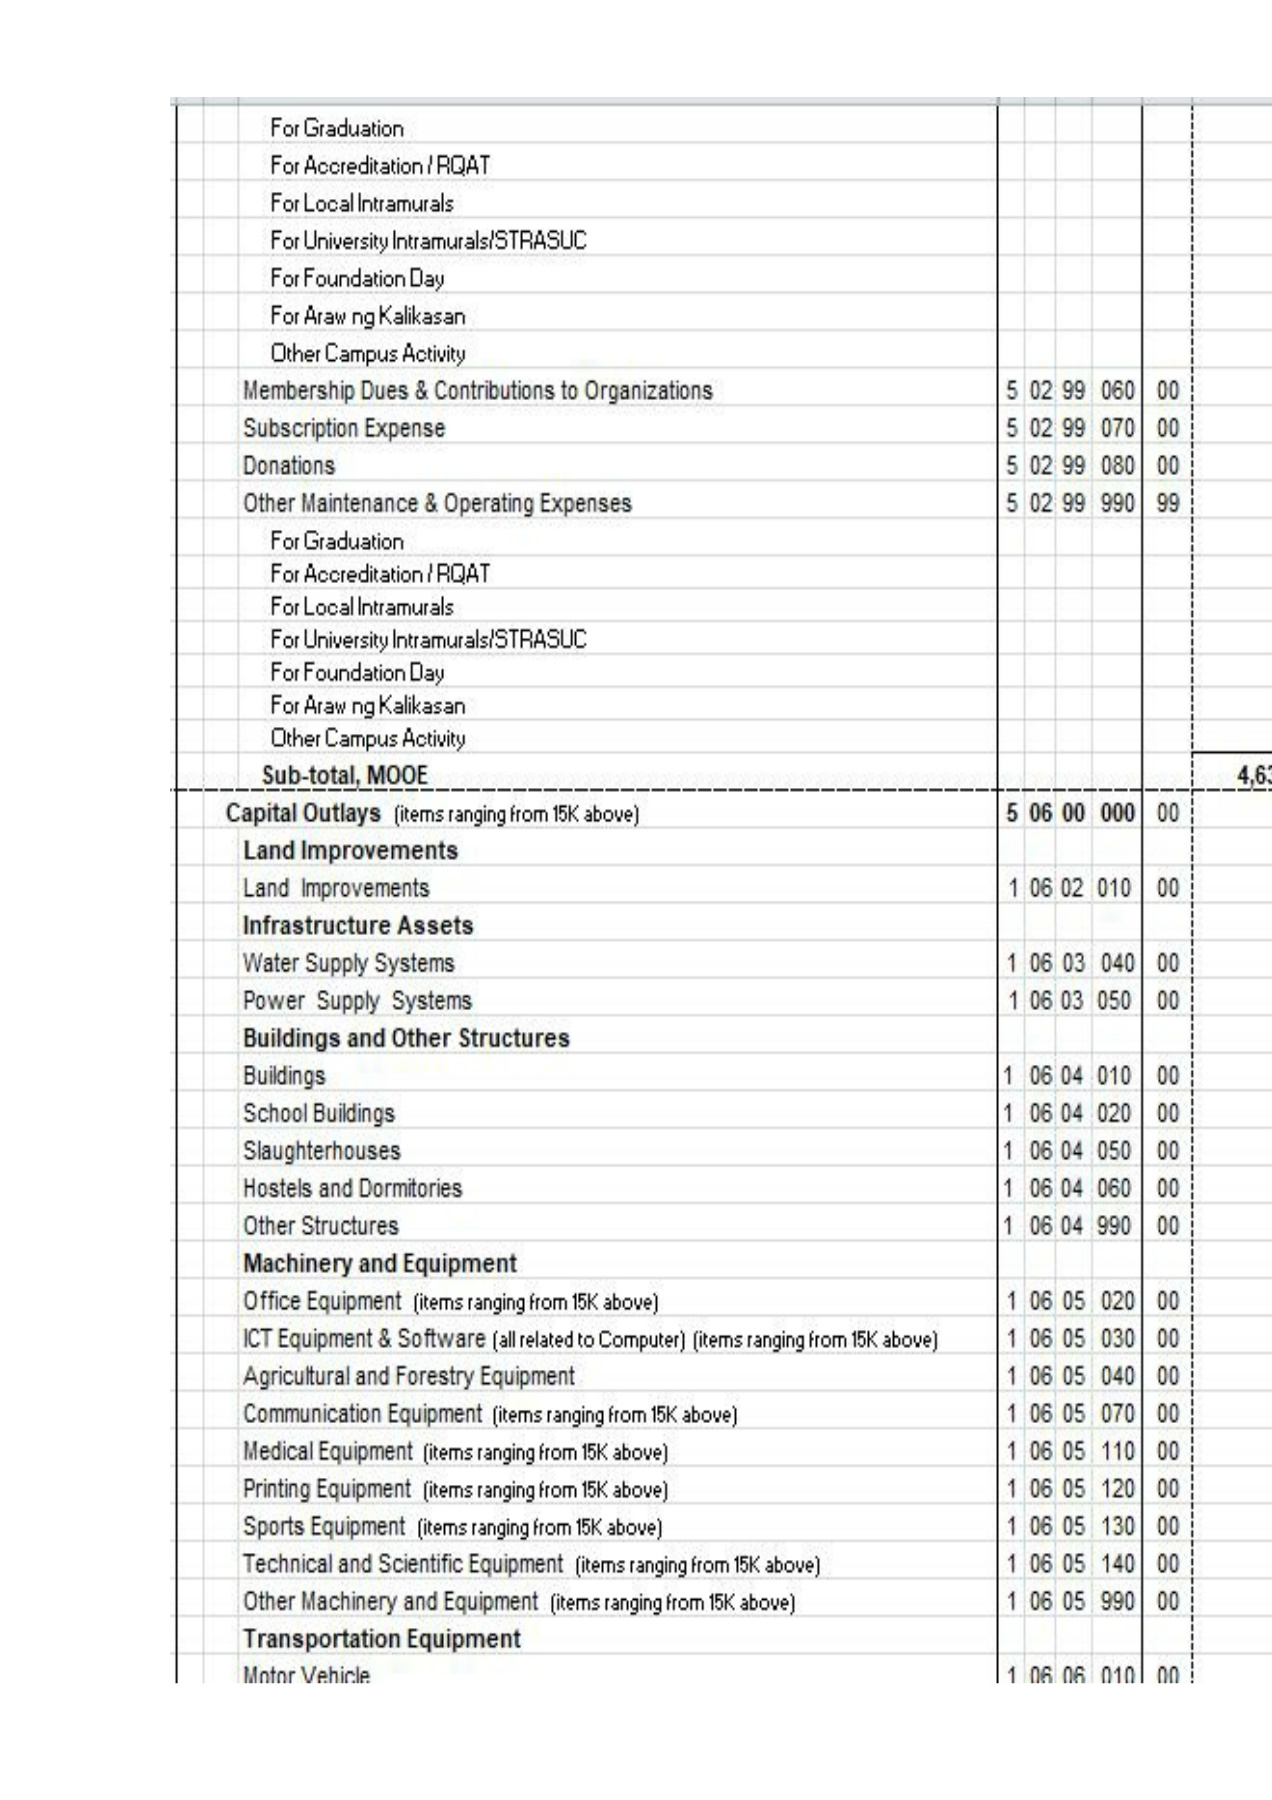 For Graduation
For Accreditation / RQAT
For Local Intramurals
For University Intramurals/STRASUC
For Foundation Day
For Araw ng Kalikasan
Other Campus Activity
Membership Dues & Contributions to Organizations 5 02 99 060 00
Subscription Expense 5 02 99 070 00
Donations 5 02 99 080 00
Other Maintenance & Operating Expenses 5 02 99 990 99
For Graduation
For Accreditation / RQAT
For Local Intramurals
For University Intramurals/STRASUC
For Foundation Day
For Araw ng Kalikasan
Other Campus Activity
Sub-total, MOOE 4,63
Capital Outlays (items ranging from 15K above) 5 06 00 000 00
Land Improvements
Land Improvements 1 06 02 010 00
Infrastructure Assets
Water Supply Systems 1 06 03 040 00
Power Supply Systems 1 06 03 050 00
Buildings and Other Structures
Buildings 1 06 04 010 00
School Buildings 1 06 04 020 00
Slaughterhouses 1 06 04 050 00
Hostels and Dormitories 1 06 04 060 00
Other Structures 1 06 04 990 00
Machinery and Equipment
Office Equipment (items ranging from 15K above) 1 06 05 020 00
ICT Equipment & Software (all related to Computer) (items ranging from 15K above) 1 06 05 030 00
Agricultural and Forestry Equipment 1 06 05 040 00
Communication Equipment (items ranging from 15K above) 1 06 05 070 00
Medical Equipment (items ranging from 15K above) 1 06 05 110 00
Printing Equipment (items ranging from 15K above) 1 06 05 120 00
Sports Equipment (items ranging from 15K above) 1 06 05 130 00
Technical and Scientific Equipment (items ranging from 15K above) 1 06 05 140 00
Other Machinery and Equipment (items ranging from 15K above) 1 06 05 990 00
Transportation Equipment
Motor Vehicle 1 06 06 010 00